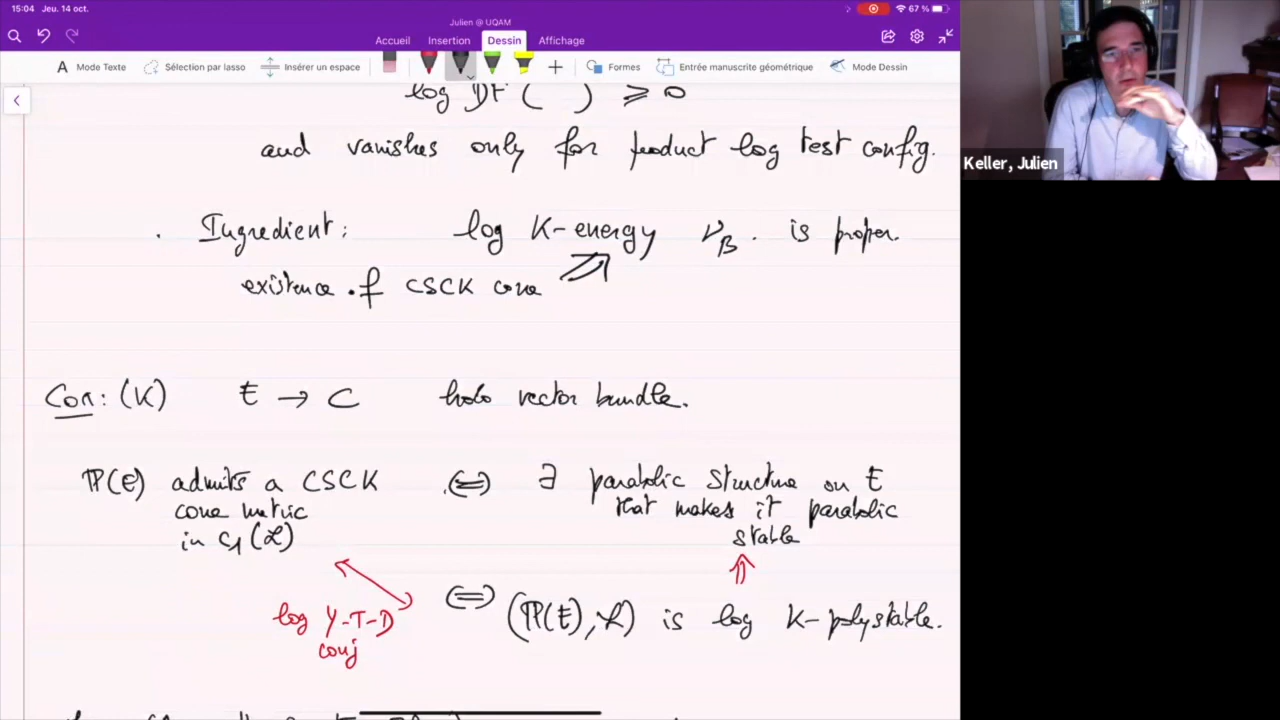 15:04 Jeu. 14 oct.
67 %
Julien @ UQAM
Accueil Insertion Dessin Affichage
Mode Texte Sélection par lasso Insérer un espace Formes Entrée manuscrite géométrique Mode Dessin
Keller, Julien
log DF ( ) ⩾ 0
and vanishes only for product log test config.
. Ingredient: log K-energy ν_B . is proper.
existence of CSCK cone ⇗
Cor: (K) E → C holo vector bundle.
P(E) admits a CSCK cone metric in c₁(L) ⟺ ∃ parabolic structure on E that makes it parabolic stable
⇑
log Y-T-D conj
⟺ (P(E), L) is log K-polystable.